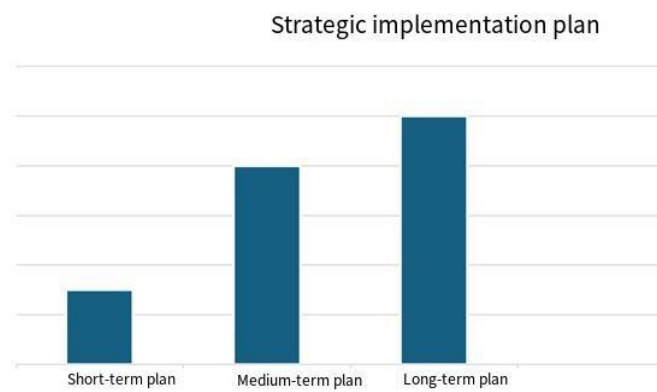 Strategic implementation plan
Short-term plan
Medium-term plan
Long-term plan